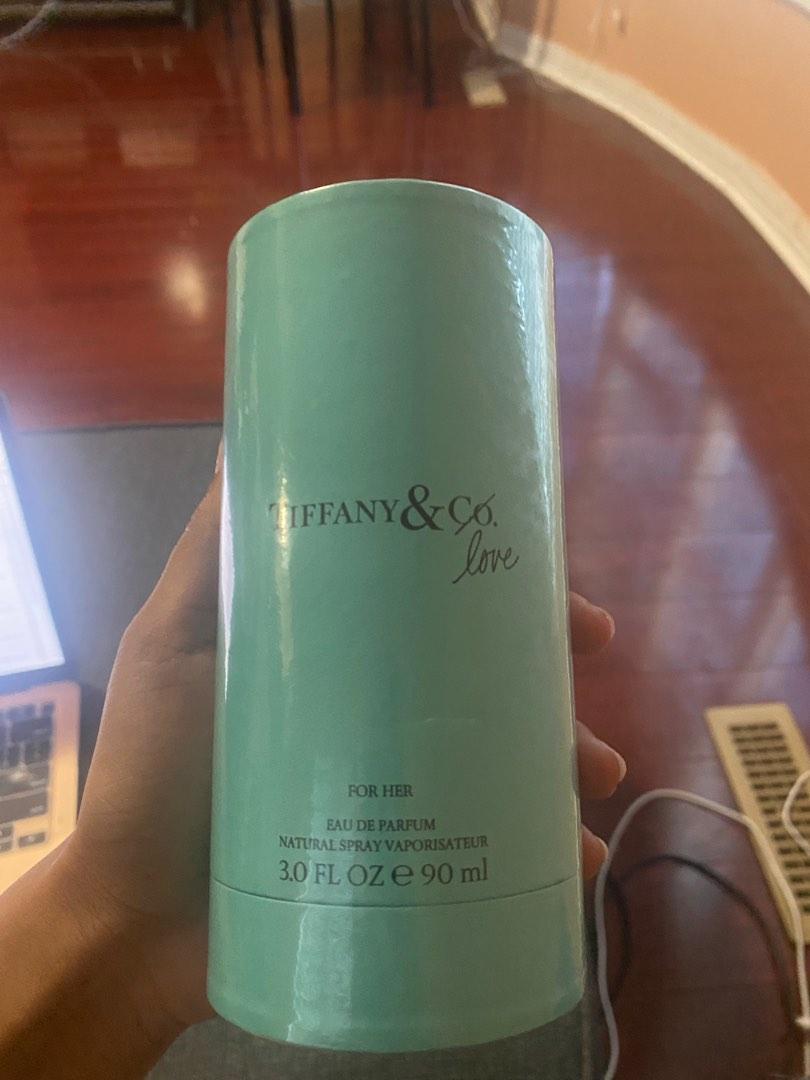 TIFFANY & CO.
love
FOR HER
EAU DE PARFUM
NATURAL SPRAY VAPORISATEUR
3.0 FL OZ ℮ 90 ml